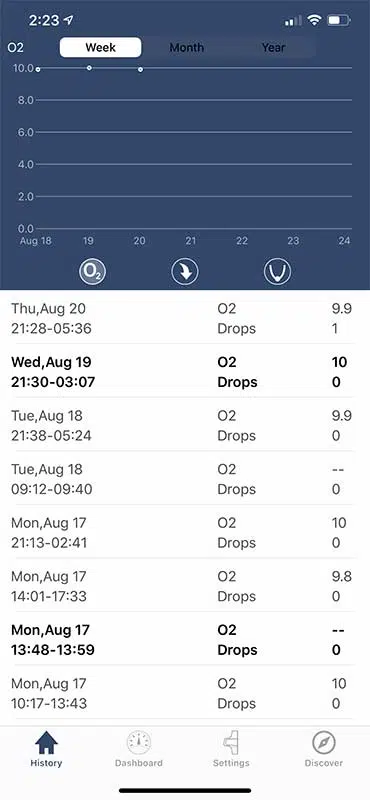 2:23
O2 Week Month Year
10.0
8.0
6.0
4.0
2.0
0.0
Aug 18 19 20 21 22 23 24
O2
Thu,Aug 20 O2 9.9
21:28-05:36 Drops 1
Wed,Aug 19 O2 10
21:30-03:07 Drops 0
Tue,Aug 18 O2 9.9
21:38-05:24 Drops 0
Tue,Aug 18 O2 --
09:12-09:40 Drops 0
Mon,Aug 17 O2 10
21:13-02:41 Drops 0
Mon,Aug 17 O2 9.8
14:01-17:33 Drops 0
Mon,Aug 17 O2 --
13:48-13:59 Drops 0
Mon,Aug 17 O2 10
10:17-13:43 Drops 0
History Dashboard Settings Discover